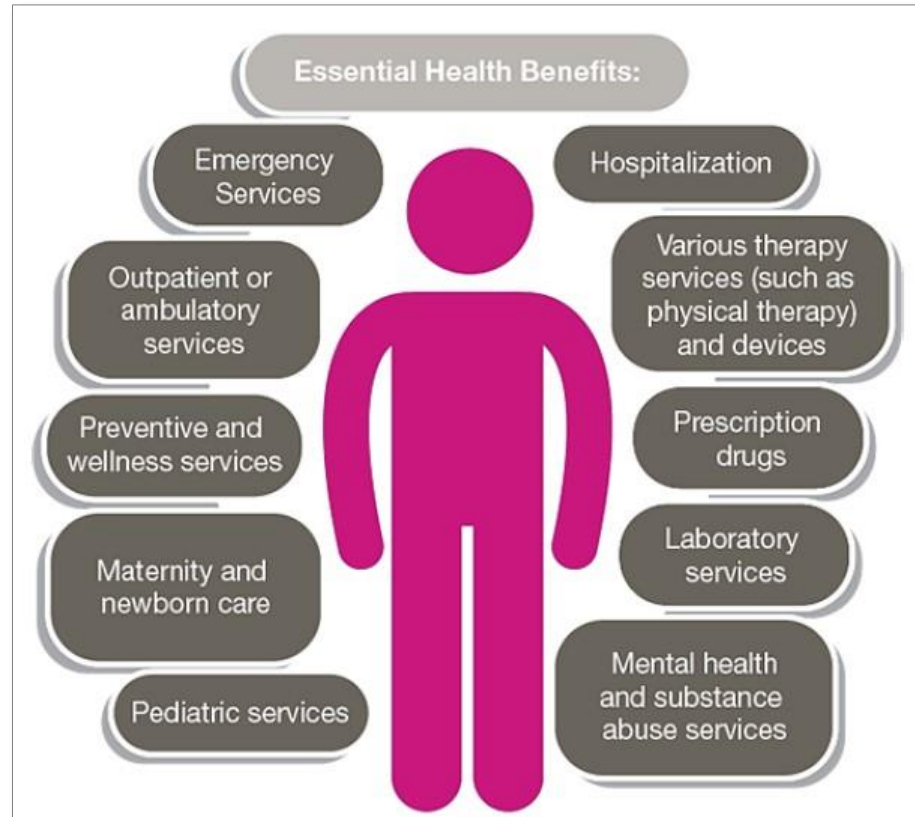 Essential Health Benefits:
Emergency
Services
Outpatient or
ambulatory
services
Preventive and
wellness services
Maternity and
newborn care
Pediatric services
Hospitalization
Various therapy
services (such as
physical therapy)
and devices
Prescription
drugs
Laboratory
services
Mental health
and substance
abuse services